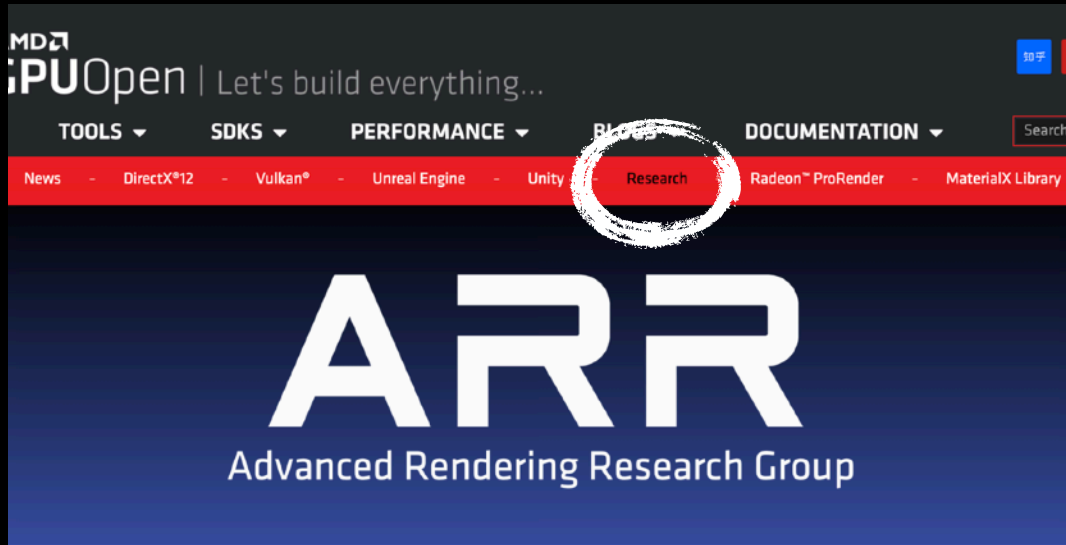 AMD
GPUOpen | Let's build everything...
知乎
TOOLS SDKS PERFORMANCE BLOGS DOCUMENTATION Search
News - DirectX®12 - Vulkan® - Unreal Engine - Unity - Research Radeon™ ProRender - MaterialX Library
ARR
Advanced Rendering Research Group